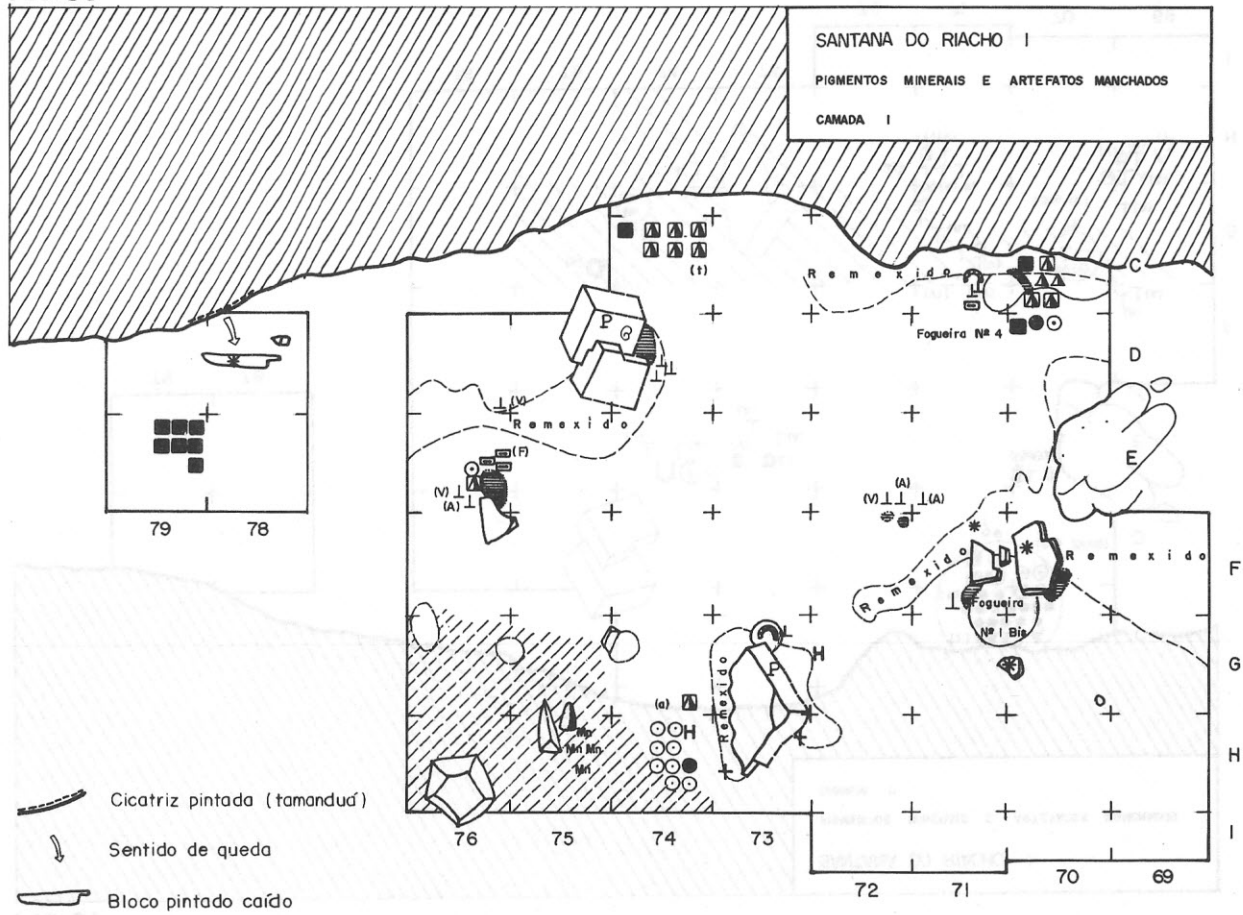 SANTANA DO RIACHO I
PIGMENTOS MINERAIS E ARTEFATOS MANCHADOS
CAMADA I
(t)
Remexido
C
Fogueira Nº 4
P
D
(V)
Remexido
(F)
E
(V)
(A)
(A)
(V) (A)
79 78
Remexido
Remexido
F
Fogueira
Nº I Bis
G
H
P
Remexido
(a)
H
Mn
Mn Mn
Mn
H
76 75 74 73
I
72 71 70 69
Cicatriz pintada (tamanduá)
Sentido de queda
Bloco pintado caído